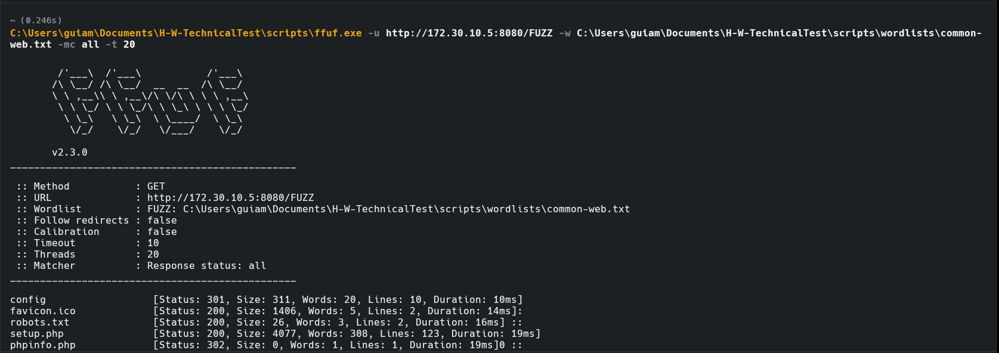 ~ (0.246s)
C:\Users\guiam\Documents\H-W-TechnicalTest\scripts\ffuf.exe -u http://172.30.10.5:8080/FUZZ -w C:\Users\guiam\Documents\H-W-TechnicalTest\scripts\wordlists\common-
web.txt -mc all -t 20
        /'___\  /'___\           /'___\
       /\ \__/ /\ \__/  __  __  /\ \__/
       \ \ ,__\\ \ ,__\/\ \/\ \ \ \ ,__\
        \ \ \_/ \ \ \_/\ \ \_\ \ \ \ \_/
         \ \_\   \ \_\  \ \____/  \ \_\
          \/_/    \/_/   \/___/    \/_/
       v2.3.0
________________________________________________
 :: Method           : GET
 :: URL              : http://172.30.10.5:8080/FUZZ
 :: Wordlist         : FUZZ: C:\Users\guiam\Documents\H-W-TechnicalTest\scripts\wordlists\common-web.txt
 :: Follow redirects : false
 :: Calibration      : false
 :: Timeout          : 10
 :: Threads          : 20
 :: Matcher          : Response status: all
________________________________________________
config                  [Status: 301, Size: 311, Words: 20, Lines: 10, Duration: 10ms]
favicon.ico             [Status: 200, Size: 1406, Words: 5, Lines: 2, Duration: 14ms]:
robots.txt              [Status: 200, Size: 26, Words: 3, Lines: 2, Duration: 16ms] ::
setup.php               [Status: 200, Size: 4077, Words: 308, Lines: 123, Duration: 19ms]
phpinfo.php             [Status: 302, Size: 0, Words: 1, Lines: 1, Duration: 19ms]0 ::